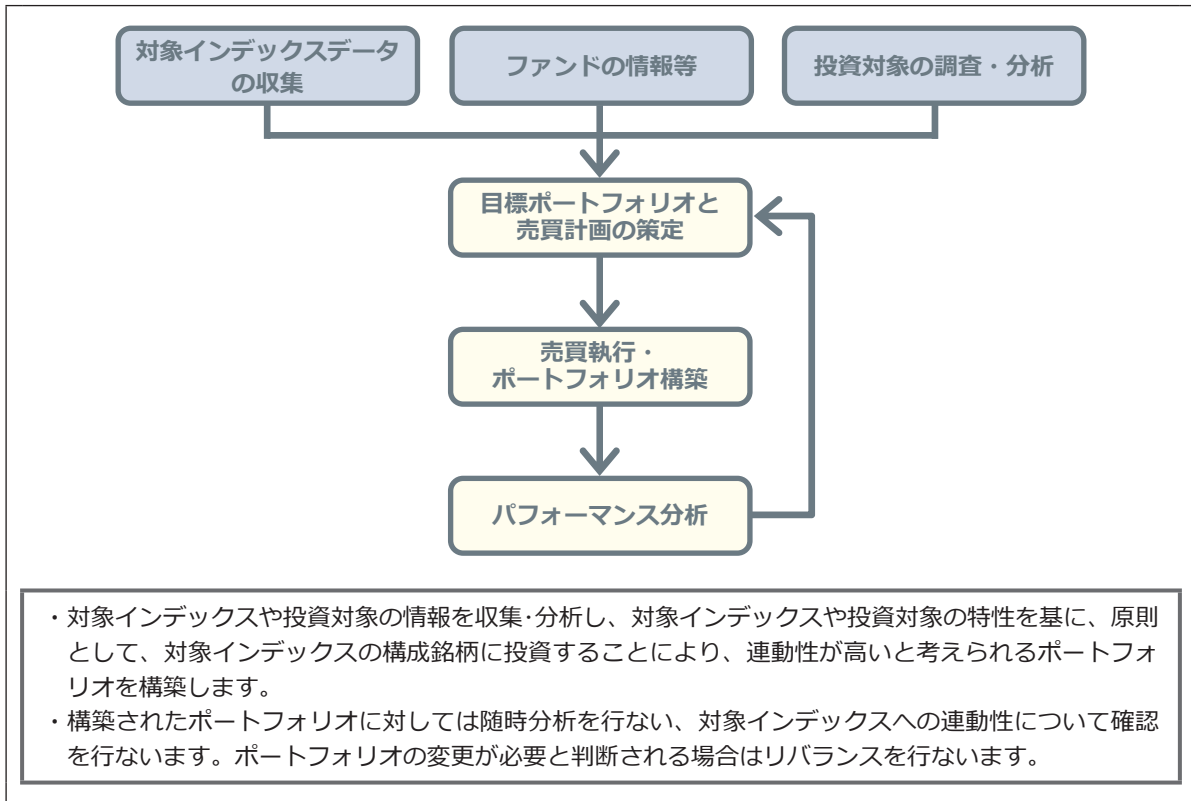 対象インデックスデータ
の収集
ファンドの情報等
投資対象の調査・分析
目標ポートフォリオと
売買計画の策定
売買執行・
ポートフォリオ構築
パフォーマンス分析
・対象インデックスや投資対象の情報を収集･分析し、対象インデックスや投資対象の特性を基に、原則
として、対象インデックスの構成銘柄に投資することにより、連動性が高いと考えられるポートフォ
リオを構築します。
・構築されたポートフォリオに対しては随時分析を行ない、対象インデックスへの連動性について確認
を行ないます。ポートフォリオの変更が必要と判断される場合はリバランスを行ないます。